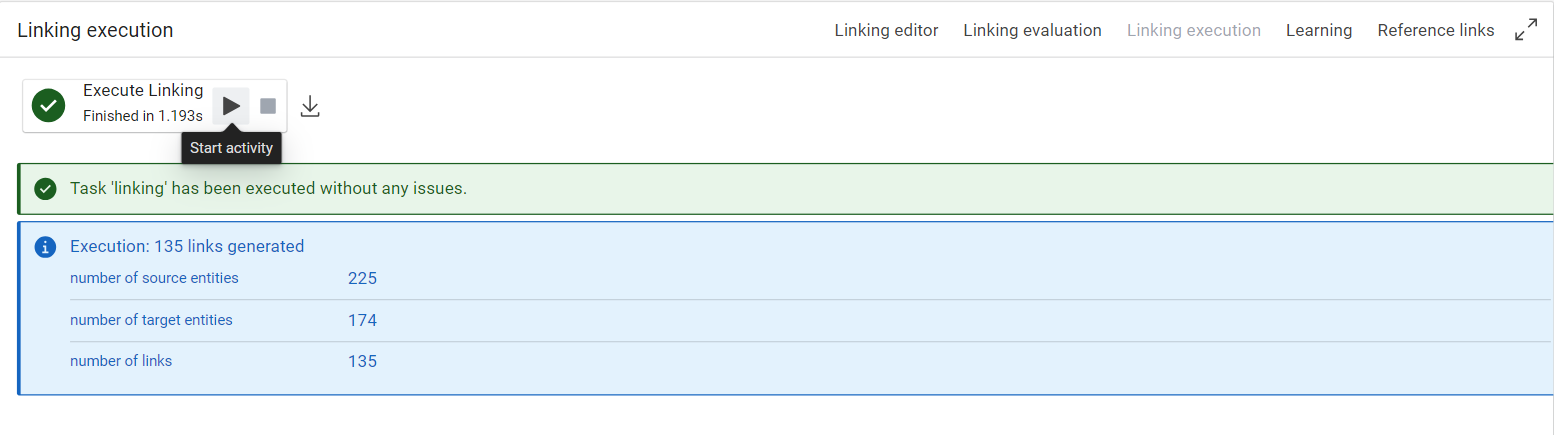 Linking execution
Linking editor Linking evaluation Linking execution Learning Reference links
Execute Linking
Finished in 1.193s
Start activity
Task 'linking' has been executed without any issues.
Execution: 135 links generated
number of source entities 225
number of target entities 174
number of links 135